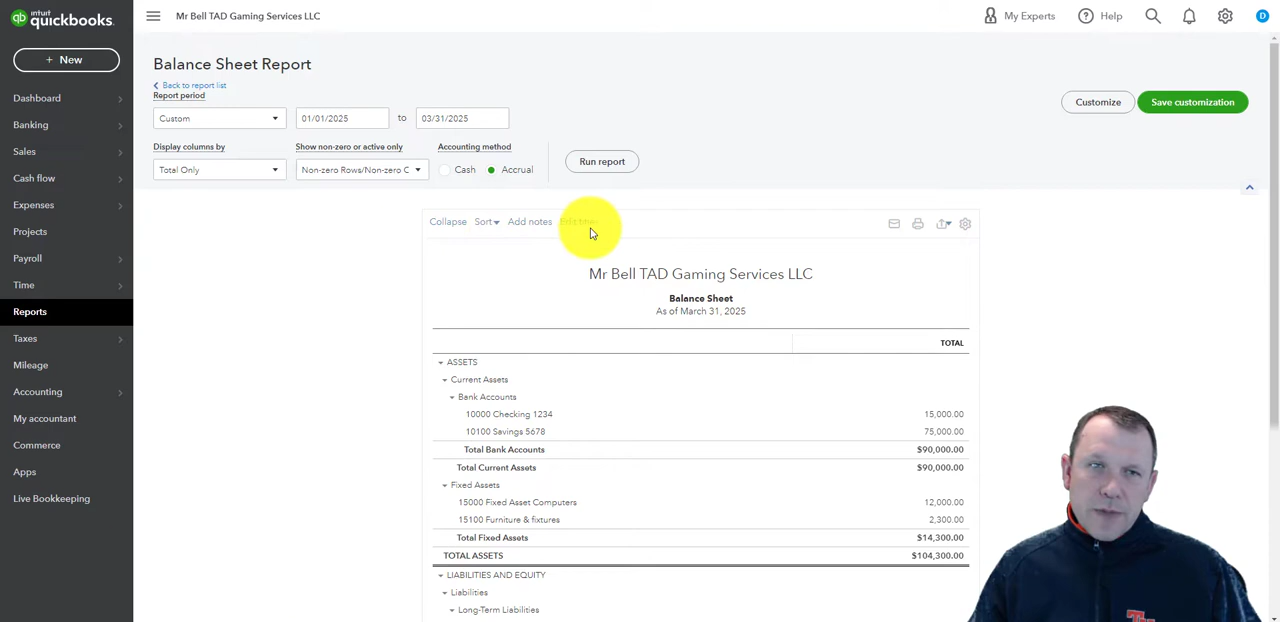 intuit
quickbooks.
Mr Bell TAD Gaming Services LLC
My Experts
Help
D
+ New
Dashboard
Banking
Sales
Cash flow
Expenses
Projects
Payroll
Time
Reports
Taxes
Mileage
Accounting
My accountant
Commerce
Apps
Live Bookkeeping
Balance Sheet Report
Back to report list
Report period
Custom
01/01/2025 to 03/31/2025
Customize
Save customization
Display columns by
Show non-zero or active only
Accounting method
Total Only
Non-zero Rows/Non-zero C
Cash
Accrual
Run report
Collapse Sort Add notes Edit titles
Mr Bell TAD Gaming Services LLC
Balance Sheet
As of March 31, 2025
TOTAL
ASSETS
Current Assets
Bank Accounts
10000 Checking 1234 15,000.00
10100 Savings 5678 75,000.00
Total Bank Accounts $90,000.00
Total Current Assets $90,000.00
Fixed Assets
15000 Fixed Asset Computers 12,000.00
15100 Furniture & fixtures 2,300.00
Total Fixed Assets $14,300.00
TOTAL ASSETS $104,300.00
LIABILITIES AND EQUITY
Liabilities
Long-Term Liabilities